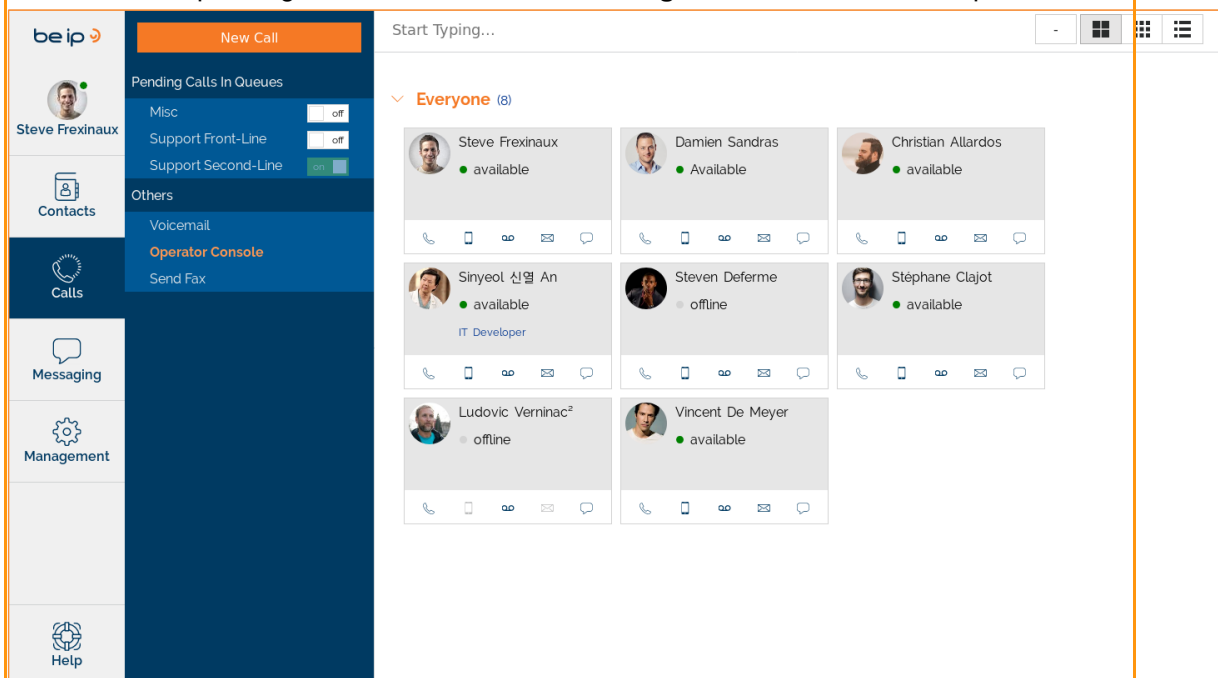 be ip
New Call
Start Typing...
-
Steve Frexinaux
Pending Calls In Queues
Misc
off
Support Front-Line
off
Support Second-Line
on
Others
Voicemail
Operator Console
Send Fax
Contacts
Calls
Messaging
Management
Help
Everyone (8)
Steve Frexinaux
available
Damien Sandras
Available
Christian Allardos
available
Sinyeol 신열 An
available
IT Developer
Steven Deferme
offline
Stéphane Clajot
available
Ludovic Verninac²
offline
Vincent De Meyer
available